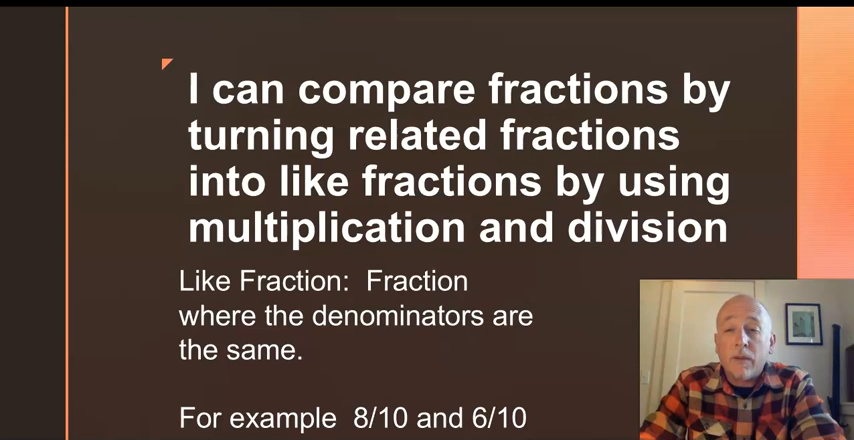 I can compare fractions by
turning related fractions
into like fractions by using
multiplication and division
Like Fraction:  Fraction
where the denominators are
the same.
For example  8/10 and 6/10